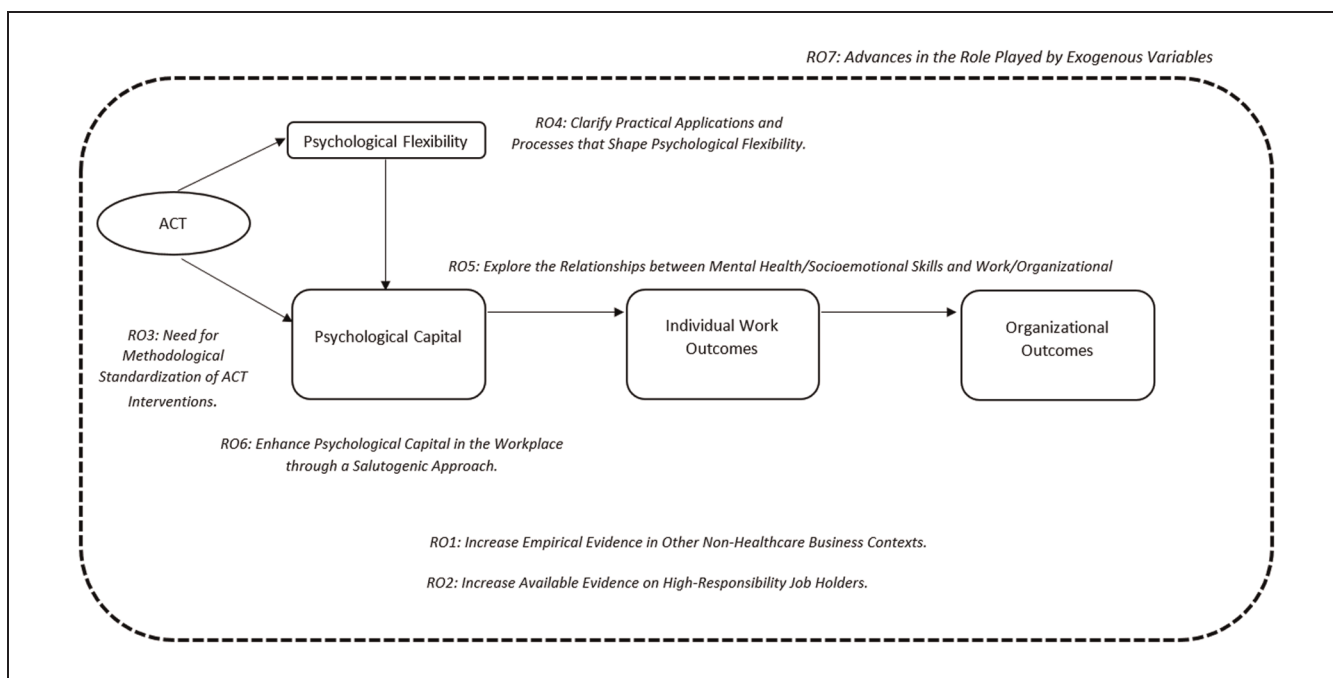 RO7: Advances in the Role Played by Exogenous Variables
Psychological Flexibility
RO4: Clarify Practical Applications and
Processes that Shape Psychological Flexibility.
ACT
RO5: Explore the Relationships between Mental Health/Socioemotional Skills and Work/Organizational
Psychological Capital
Individual Work
Outcomes
Organizational
Outcomes
RO3: Need for
Methodological
Standardization of ACT
Interventions.
RO6: Enhance Psychological Capital in the Workplace
through a Salutogenic Approach.
RO1: Increase Empirical Evidence in Other Non-Healthcare Business Contexts.
RO2: Increase Available Evidence on High-Responsibility Job Holders.